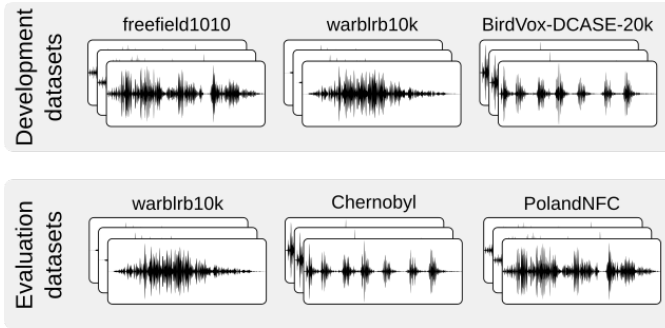 Development
datasets
freefield1010
warblrb10k
BirdVox-DCASE-20k
Evaluation
datasets
warblrb10k
Chernobyl
PolandNFC